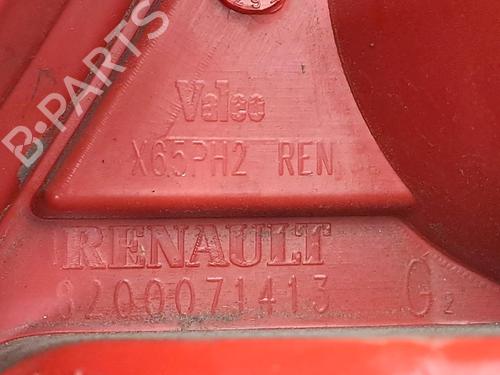 B-PARTS
Valeo
X65PH2 REN
RENAULT
8200071413 G2